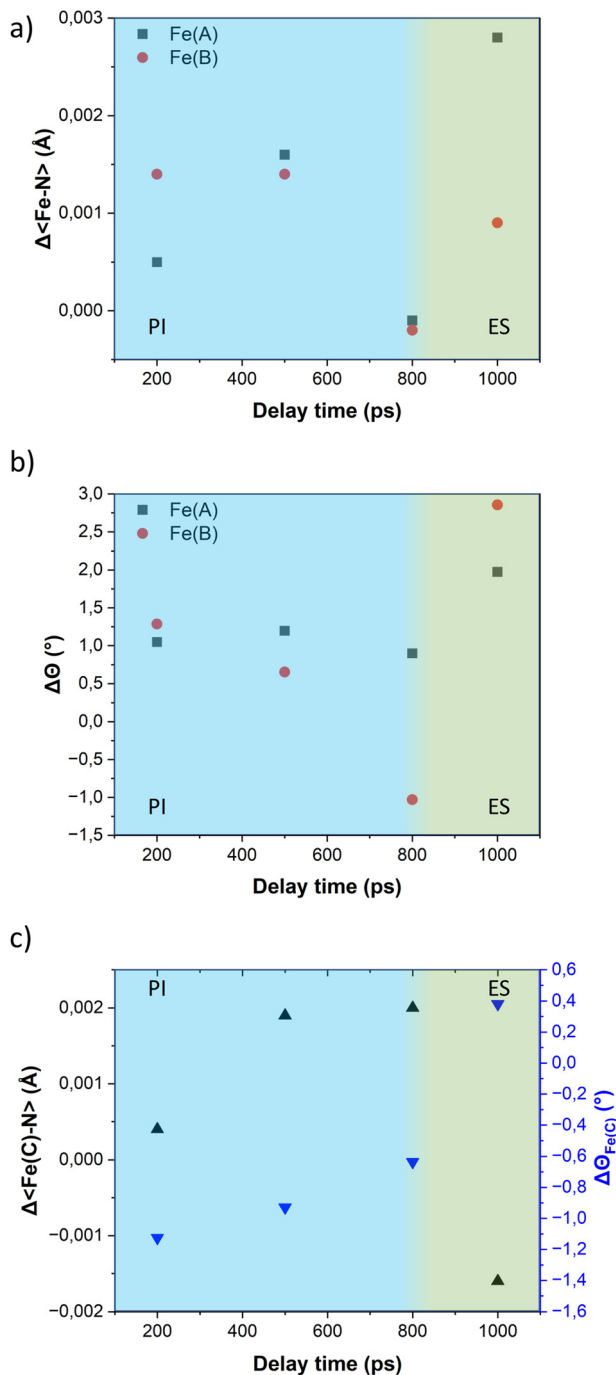 a)
0,003
Fe(A)
Fe(B)
0,002
0,001
0,000
Δ<Fe-N> (Å)
PI
ES
200
400
600
800
1000
Delay time (ps)
b)
3,0
Fe(A)
Fe(B)
2,5
2,0
1,5
1,0
0,5
0,0
−0,5
−1,0
−1,5
ΔΘ (°)
PI
ES
200
400
600
800
1000
Delay time (ps)
c)
PI
ES
0,002
0,001
0,000
−0,001
−0,002
Δ<Fe(C)-N> (Å)
0,6
0,4
0,2
0,0
−0,2
−0,4
−0,6
−0,8
−1,0
−1,2
−1,4
−1,6
ΔΘFe(C) (°)
200
400
600
800
1000
Delay time (ps)